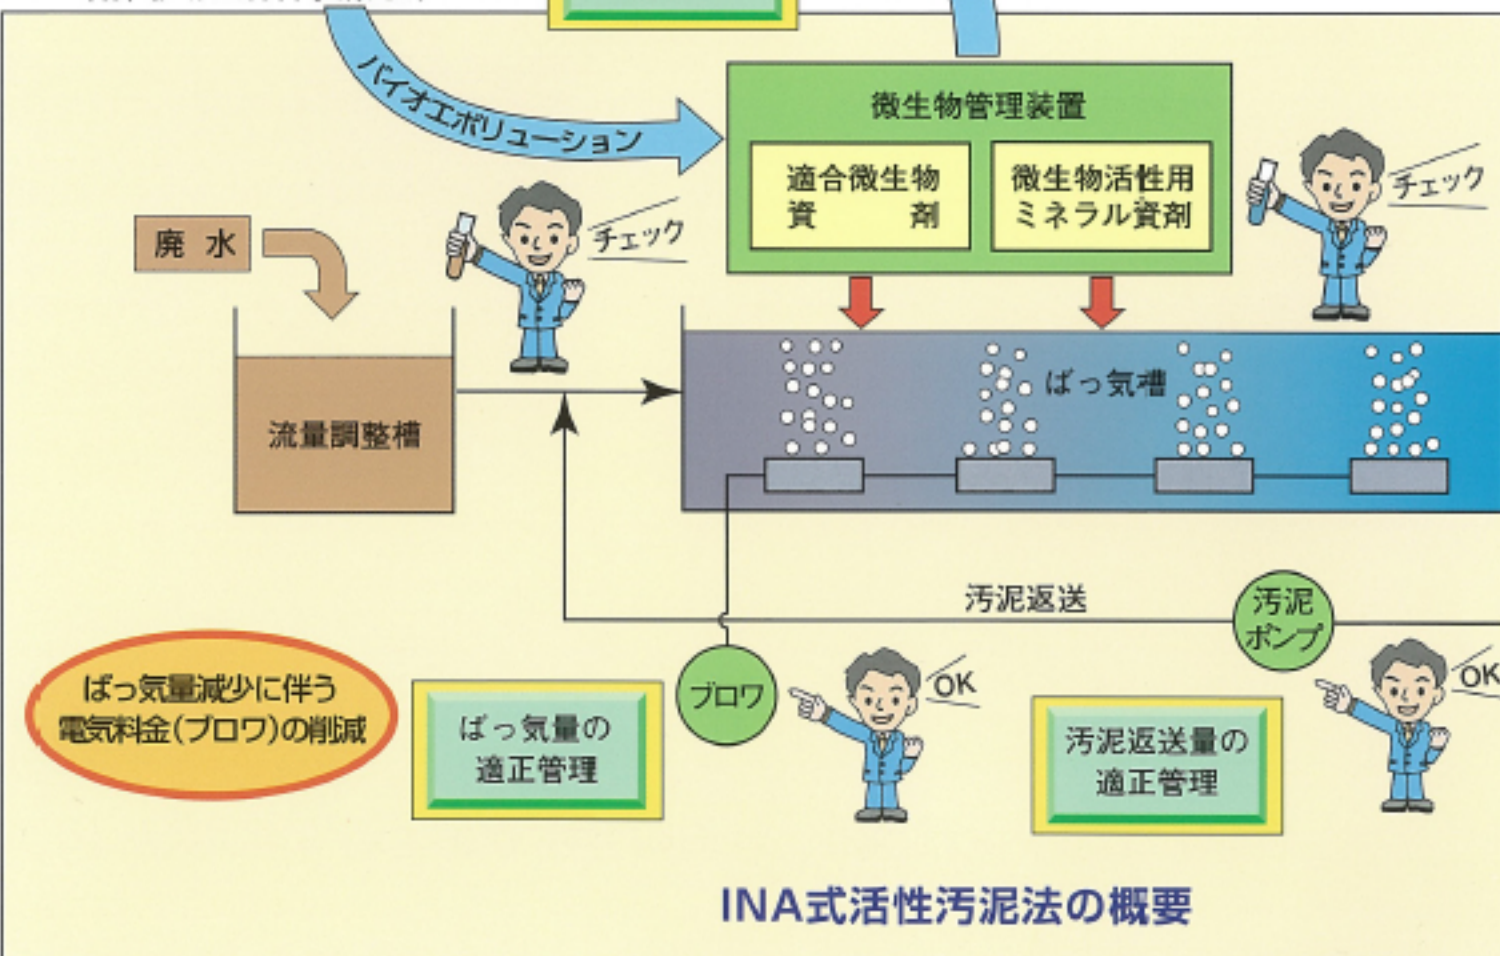 バイオエボリューション
微生物管理装置
適合微生物
資　　　剤
微生物活性用
ミネラル資剤
チェック
チェック
廃 水
流量調整槽
ばっ気槽
汚泥返送
汚泥
ポンプ
ばっ気量減少に伴う
電気料金(ブロワ)の削減
ばっ気量の
適正管理
ブロワ
OK
汚泥返送量の
適正管理
OK
INA式活性汚泥法の概要